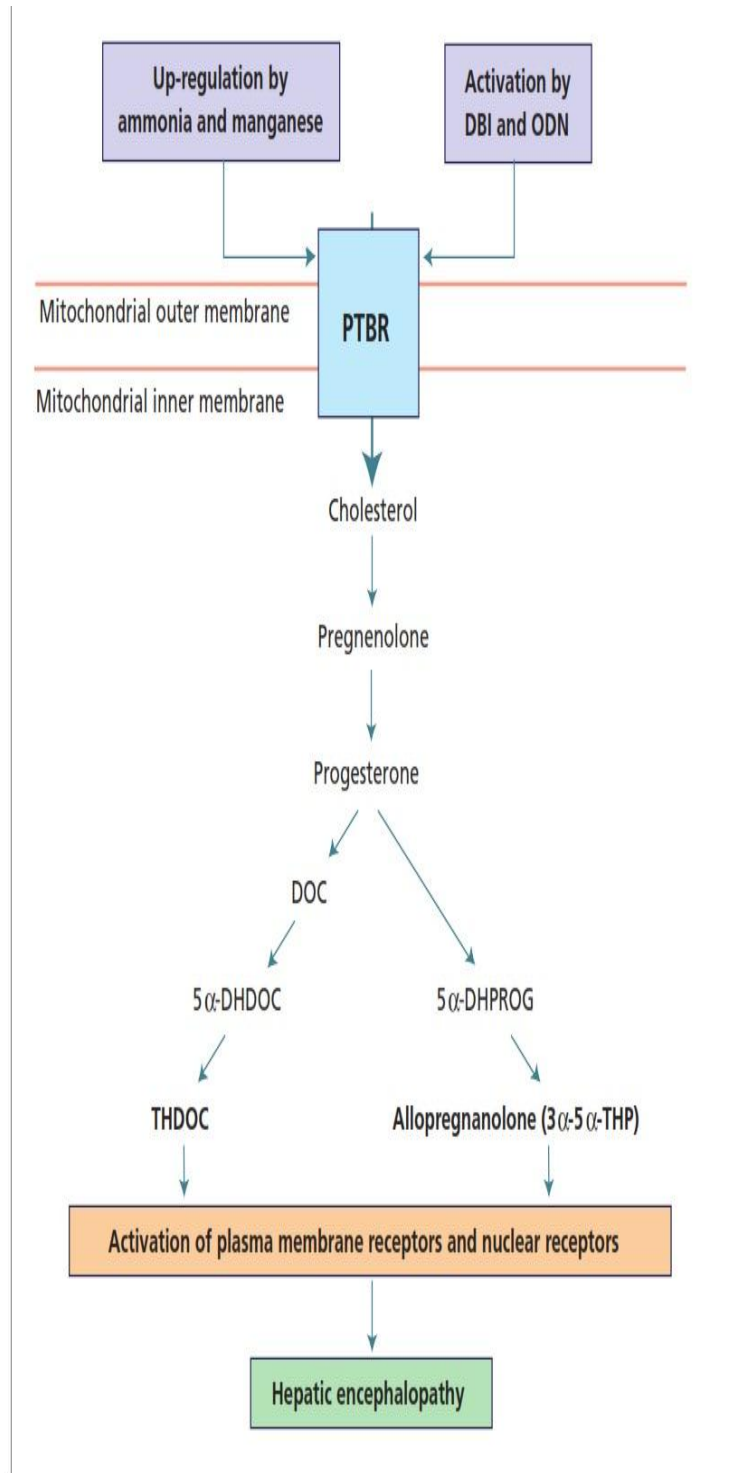 Up-regulation by
ammonia and manganese
Activation by
DBI and ODN
Mitochondrial outer membrane
PTBR
Mitochondrial inner membrane
Cholesterol
Pregnenolone
Progesterone
DOC
5α-DHDOC
5α-DHPROG
THDOC
Allopregnanolone (3α-5α-THP)
Activation of plasma membrane receptors and nuclear receptors
Hepatic encephalopathy